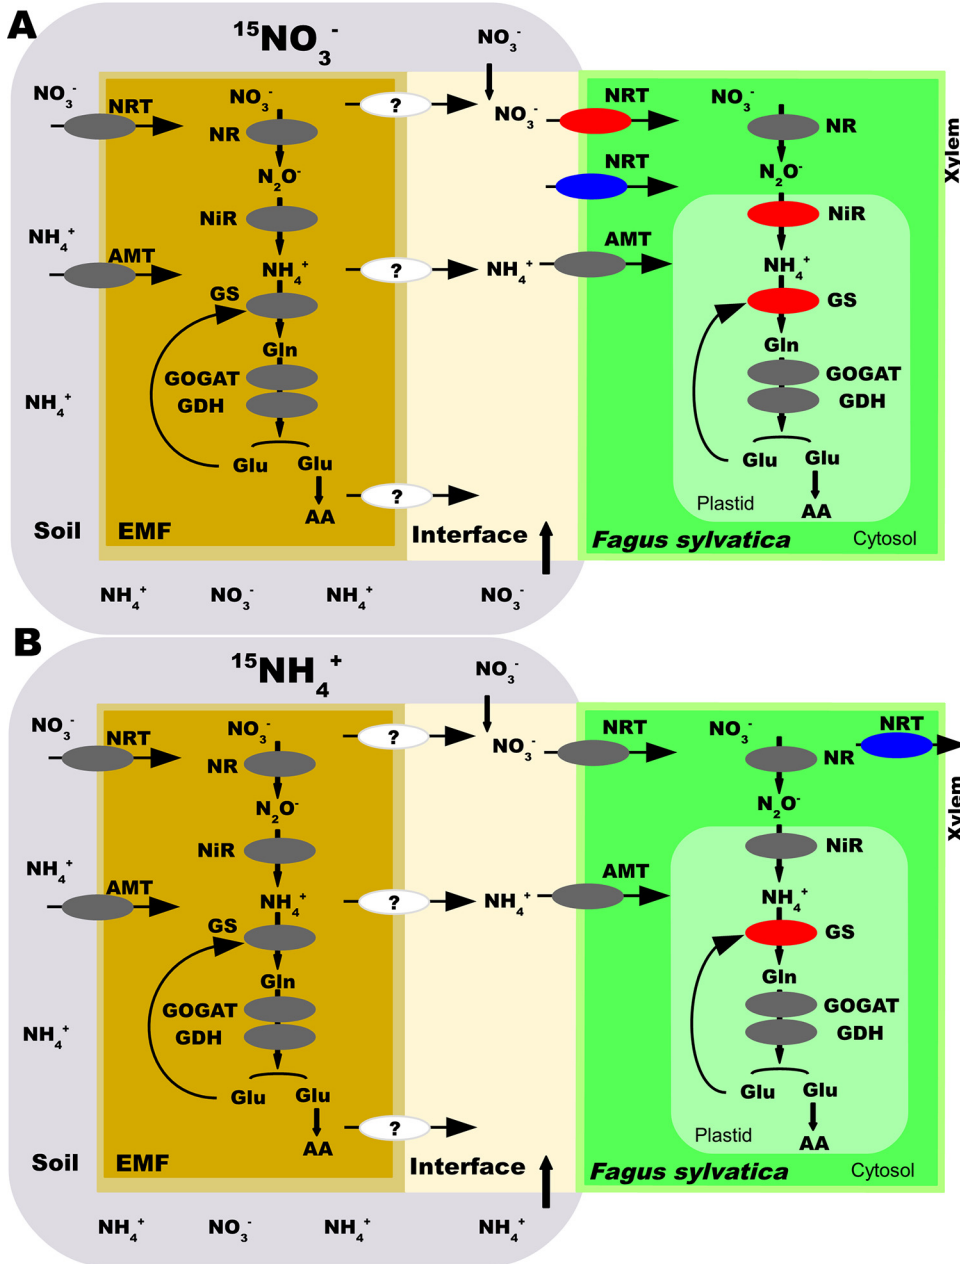 A
¹⁵NO₃⁻
NO₃⁻
NO₃⁻ NRT
NO₃⁻
NR
N₂O⁻
NiR
NH₄⁺
AMT
NH₄⁺
GS
Gln
GOGAT
GDH
NH₄⁺
Glu Glu
AA
Soil
EMF
?
?
?
NO₃⁻
NH₄⁺
Interface
NRT
NRT
AMT
NO₃⁻
NR
N₂O⁻
NiR
NH₄⁺
GS
Gln
GOGAT
GDH
Glu Glu
AA
Plastid
Fagus sylvatica
Cytosol
Xylem
NH₄⁺ NO₃⁻ NH₄⁺ NO₃⁻
B
¹⁵NH₄⁺
NO₃⁻
NO₃⁻ NRT
NO₃⁻
NR
N₂O⁻
NiR
NH₄⁺
AMT
NH₄⁺
GS
Gln
GOGAT
GDH
NH₄⁺
Glu Glu
AA
Soil
EMF
?
?
?
NO₃⁻
NH₄⁺
Interface
NRT
AMT
NO₃⁻
NR
NRT
N₂O⁻
NiR
NH₄⁺
GS
Gln
GOGAT
GDH
Glu Glu
AA
Plastid
Fagus sylvatica
Cytosol
Xylem
NH₄⁺ NO₃⁻ NH₄⁺ NH₄⁺